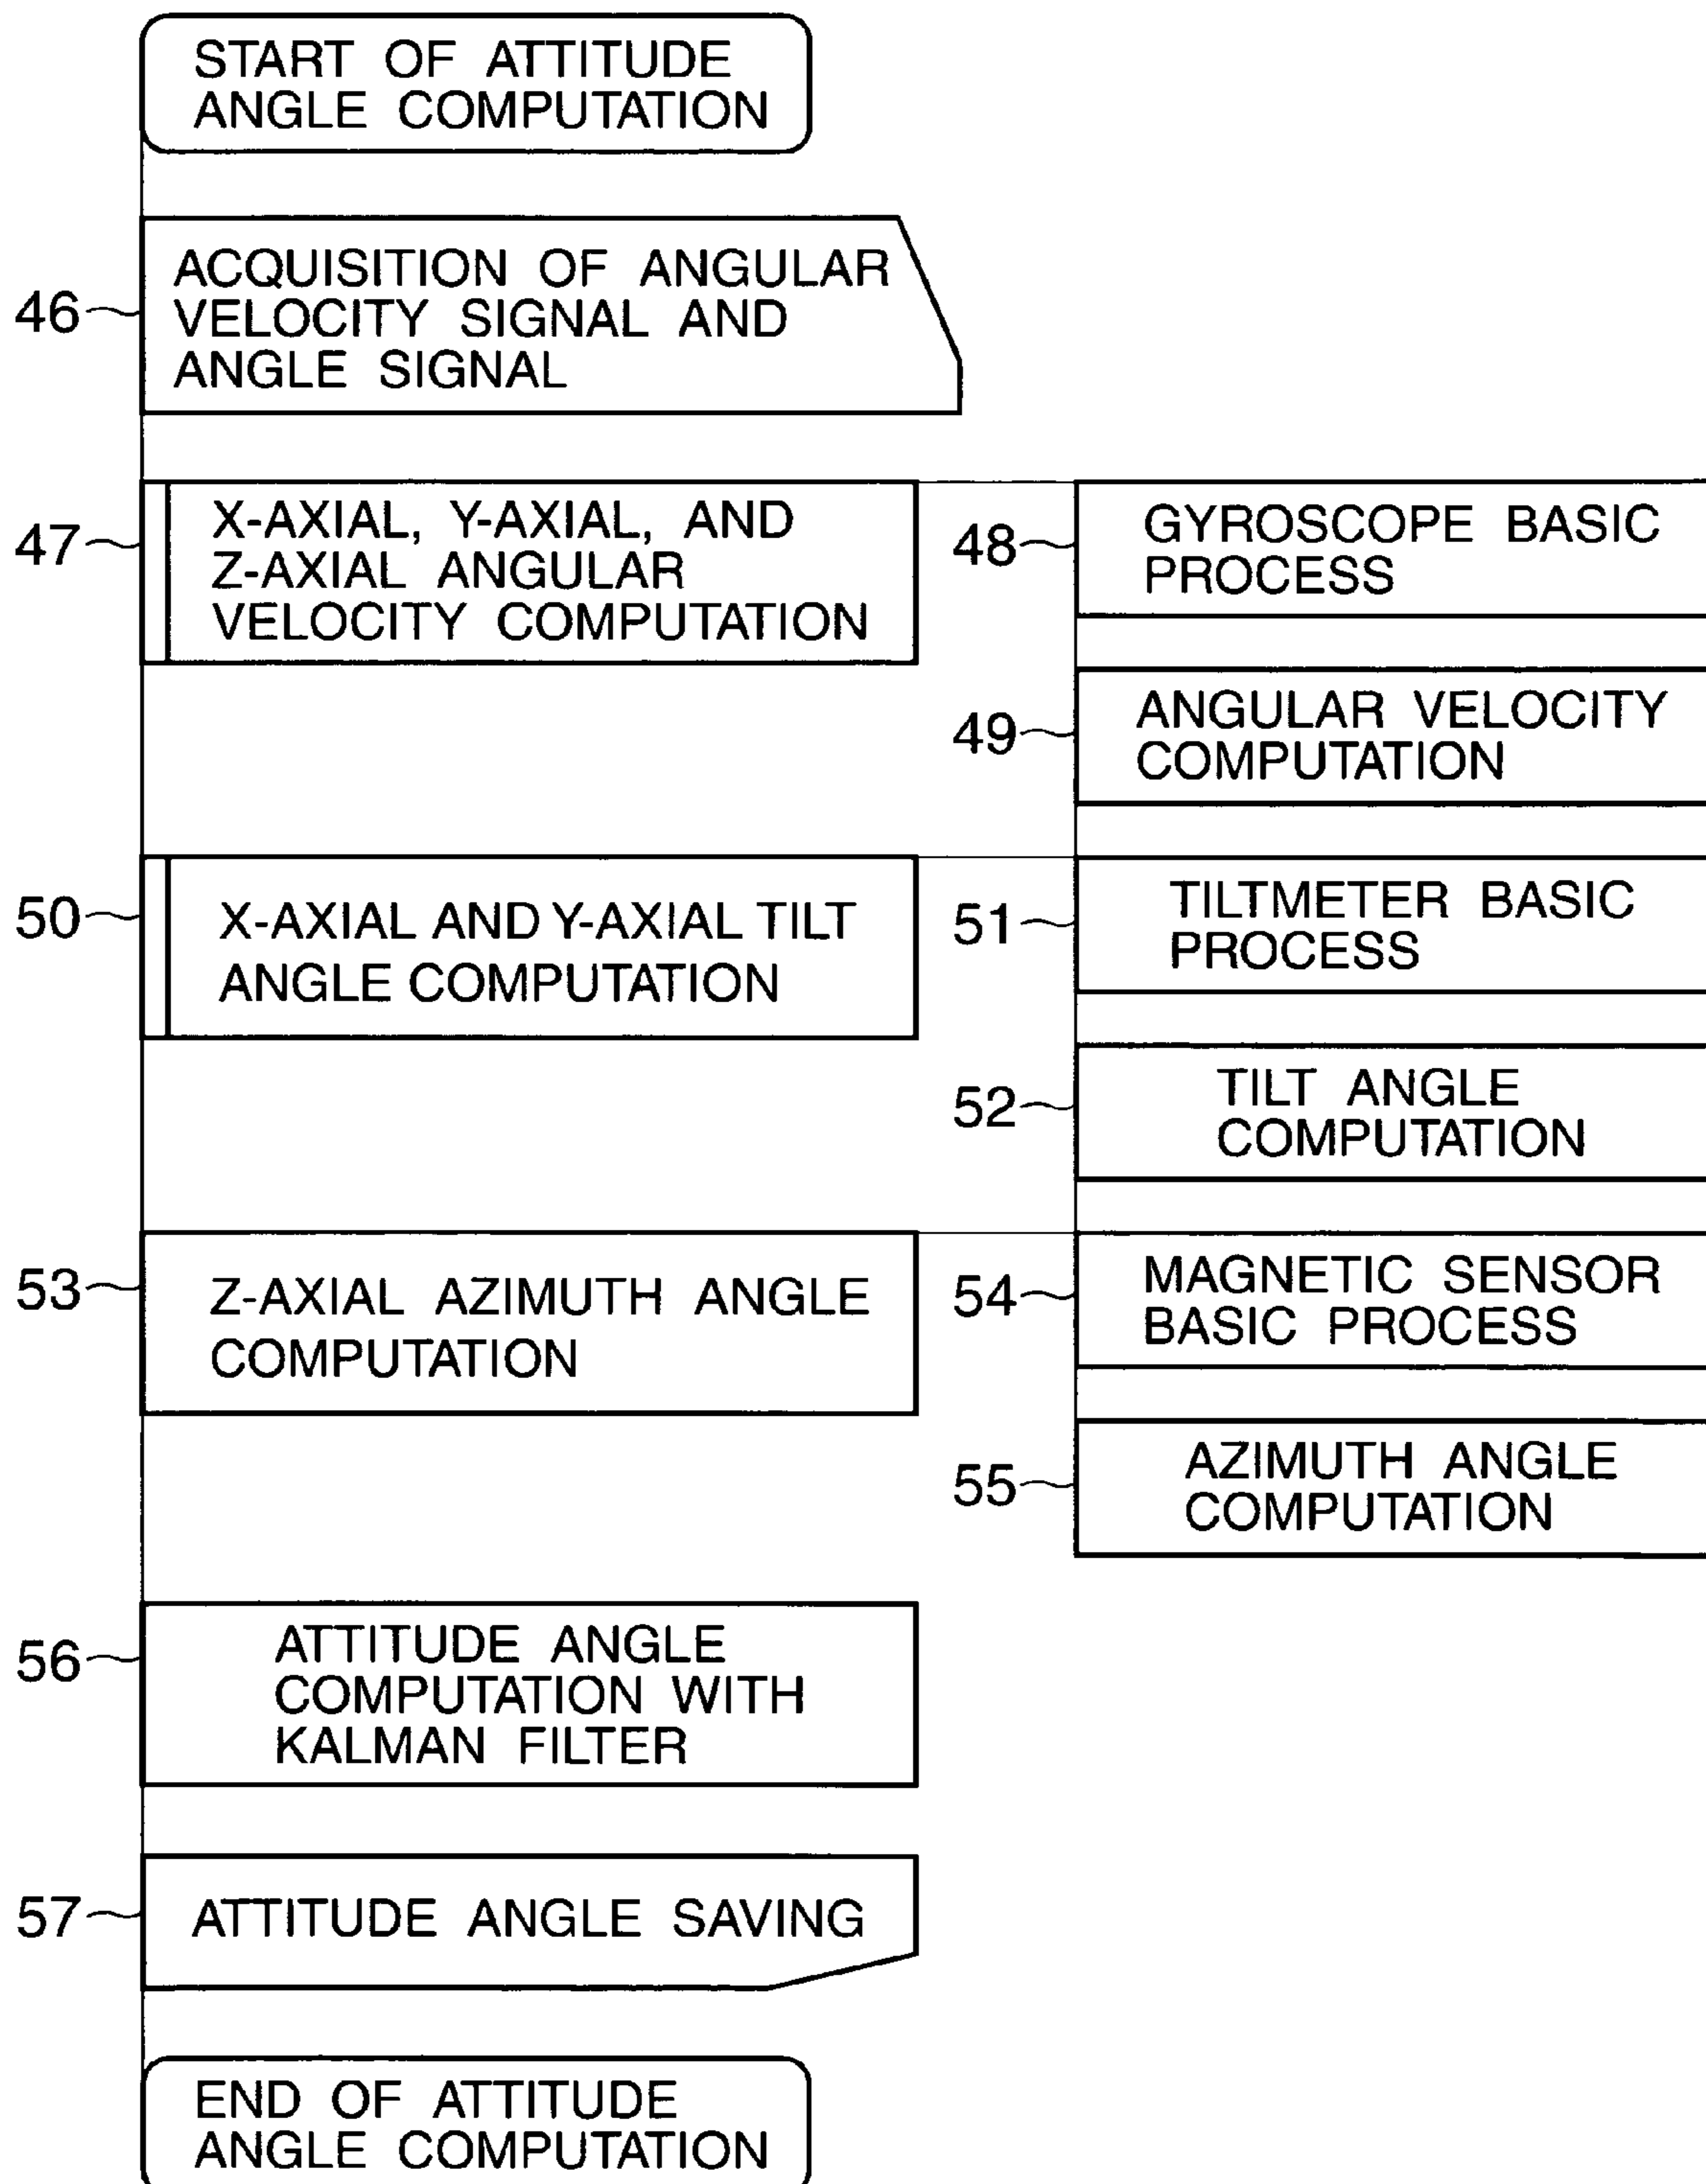 START OF ATTITUDE
ANGLE COMPUTATION
46
ACQUISITION OF ANGULAR
VELOCITY SIGNAL AND
ANGLE SIGNAL
47
X-AXIAL, Y-AXIAL, AND
Z-AXIAL ANGULAR
VELOCITY COMPUTATION
48
GYROSCOPE BASIC
PROCESS
49
ANGULAR VELOCITY
COMPUTATION
50
X-AXIAL AND Y-AXIAL TILT
ANGLE COMPUTATION
51
TILTMETER BASIC
PROCESS
52
TILT ANGLE
COMPUTATION
53
Z-AXIAL AZIMUTH ANGLE
COMPUTATION
54
MAGNETIC SENSOR
BASIC PROCESS
55
AZIMUTH ANGLE
COMPUTATION
56
ATTITUDE ANGLE
COMPUTATION WITH
KALMAN FILTER
57
ATTITUDE ANGLE SAVING
END OF ATTITUDE
ANGLE COMPUTATION